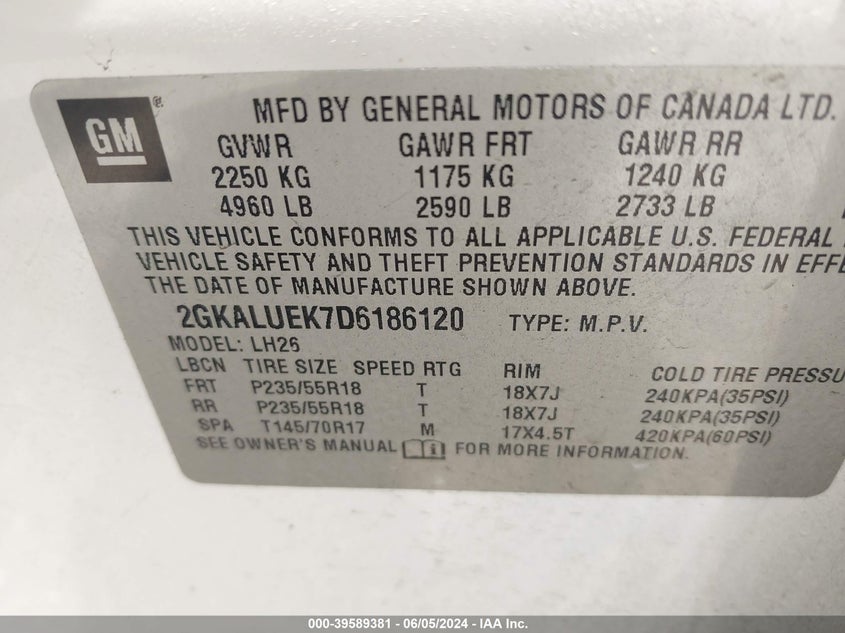 GM ® MFD BY GENERAL MOTORS OF CANADA LTD.
GVWR GAWR FRT GAWR RR
2250 KG 1175 KG 1240 KG
4960 LB 2590 LB 2733 LB
THIS VEHICLE CONFORMS TO ALL APPLICABLE U.S. FEDERAL
VEHICLE SAFETY AND THEFT PREVENTION STANDARDS IN EFFE
THE DATE OF MANUFACTURE SHOWN ABOVE.
2GKALUEK7D6186120 TYPE: M.P.V.
MODEL: LH26
LBCN TIRE SIZE SPEED RTG RIM COLD TIRE PRESSU
FRT P235/55R18 T 18X7J 240KPA(35PSI)
RR P235/55R18 T 18X7J 240KPA(35PSI)
SPA T145/70R17 M 17X4.5T 420KPA(60PSI)
SEE OWNER'S MANUAL i FOR MORE INFORMATION.
000-39589381 - 06/05/2024 - IAA Inc.